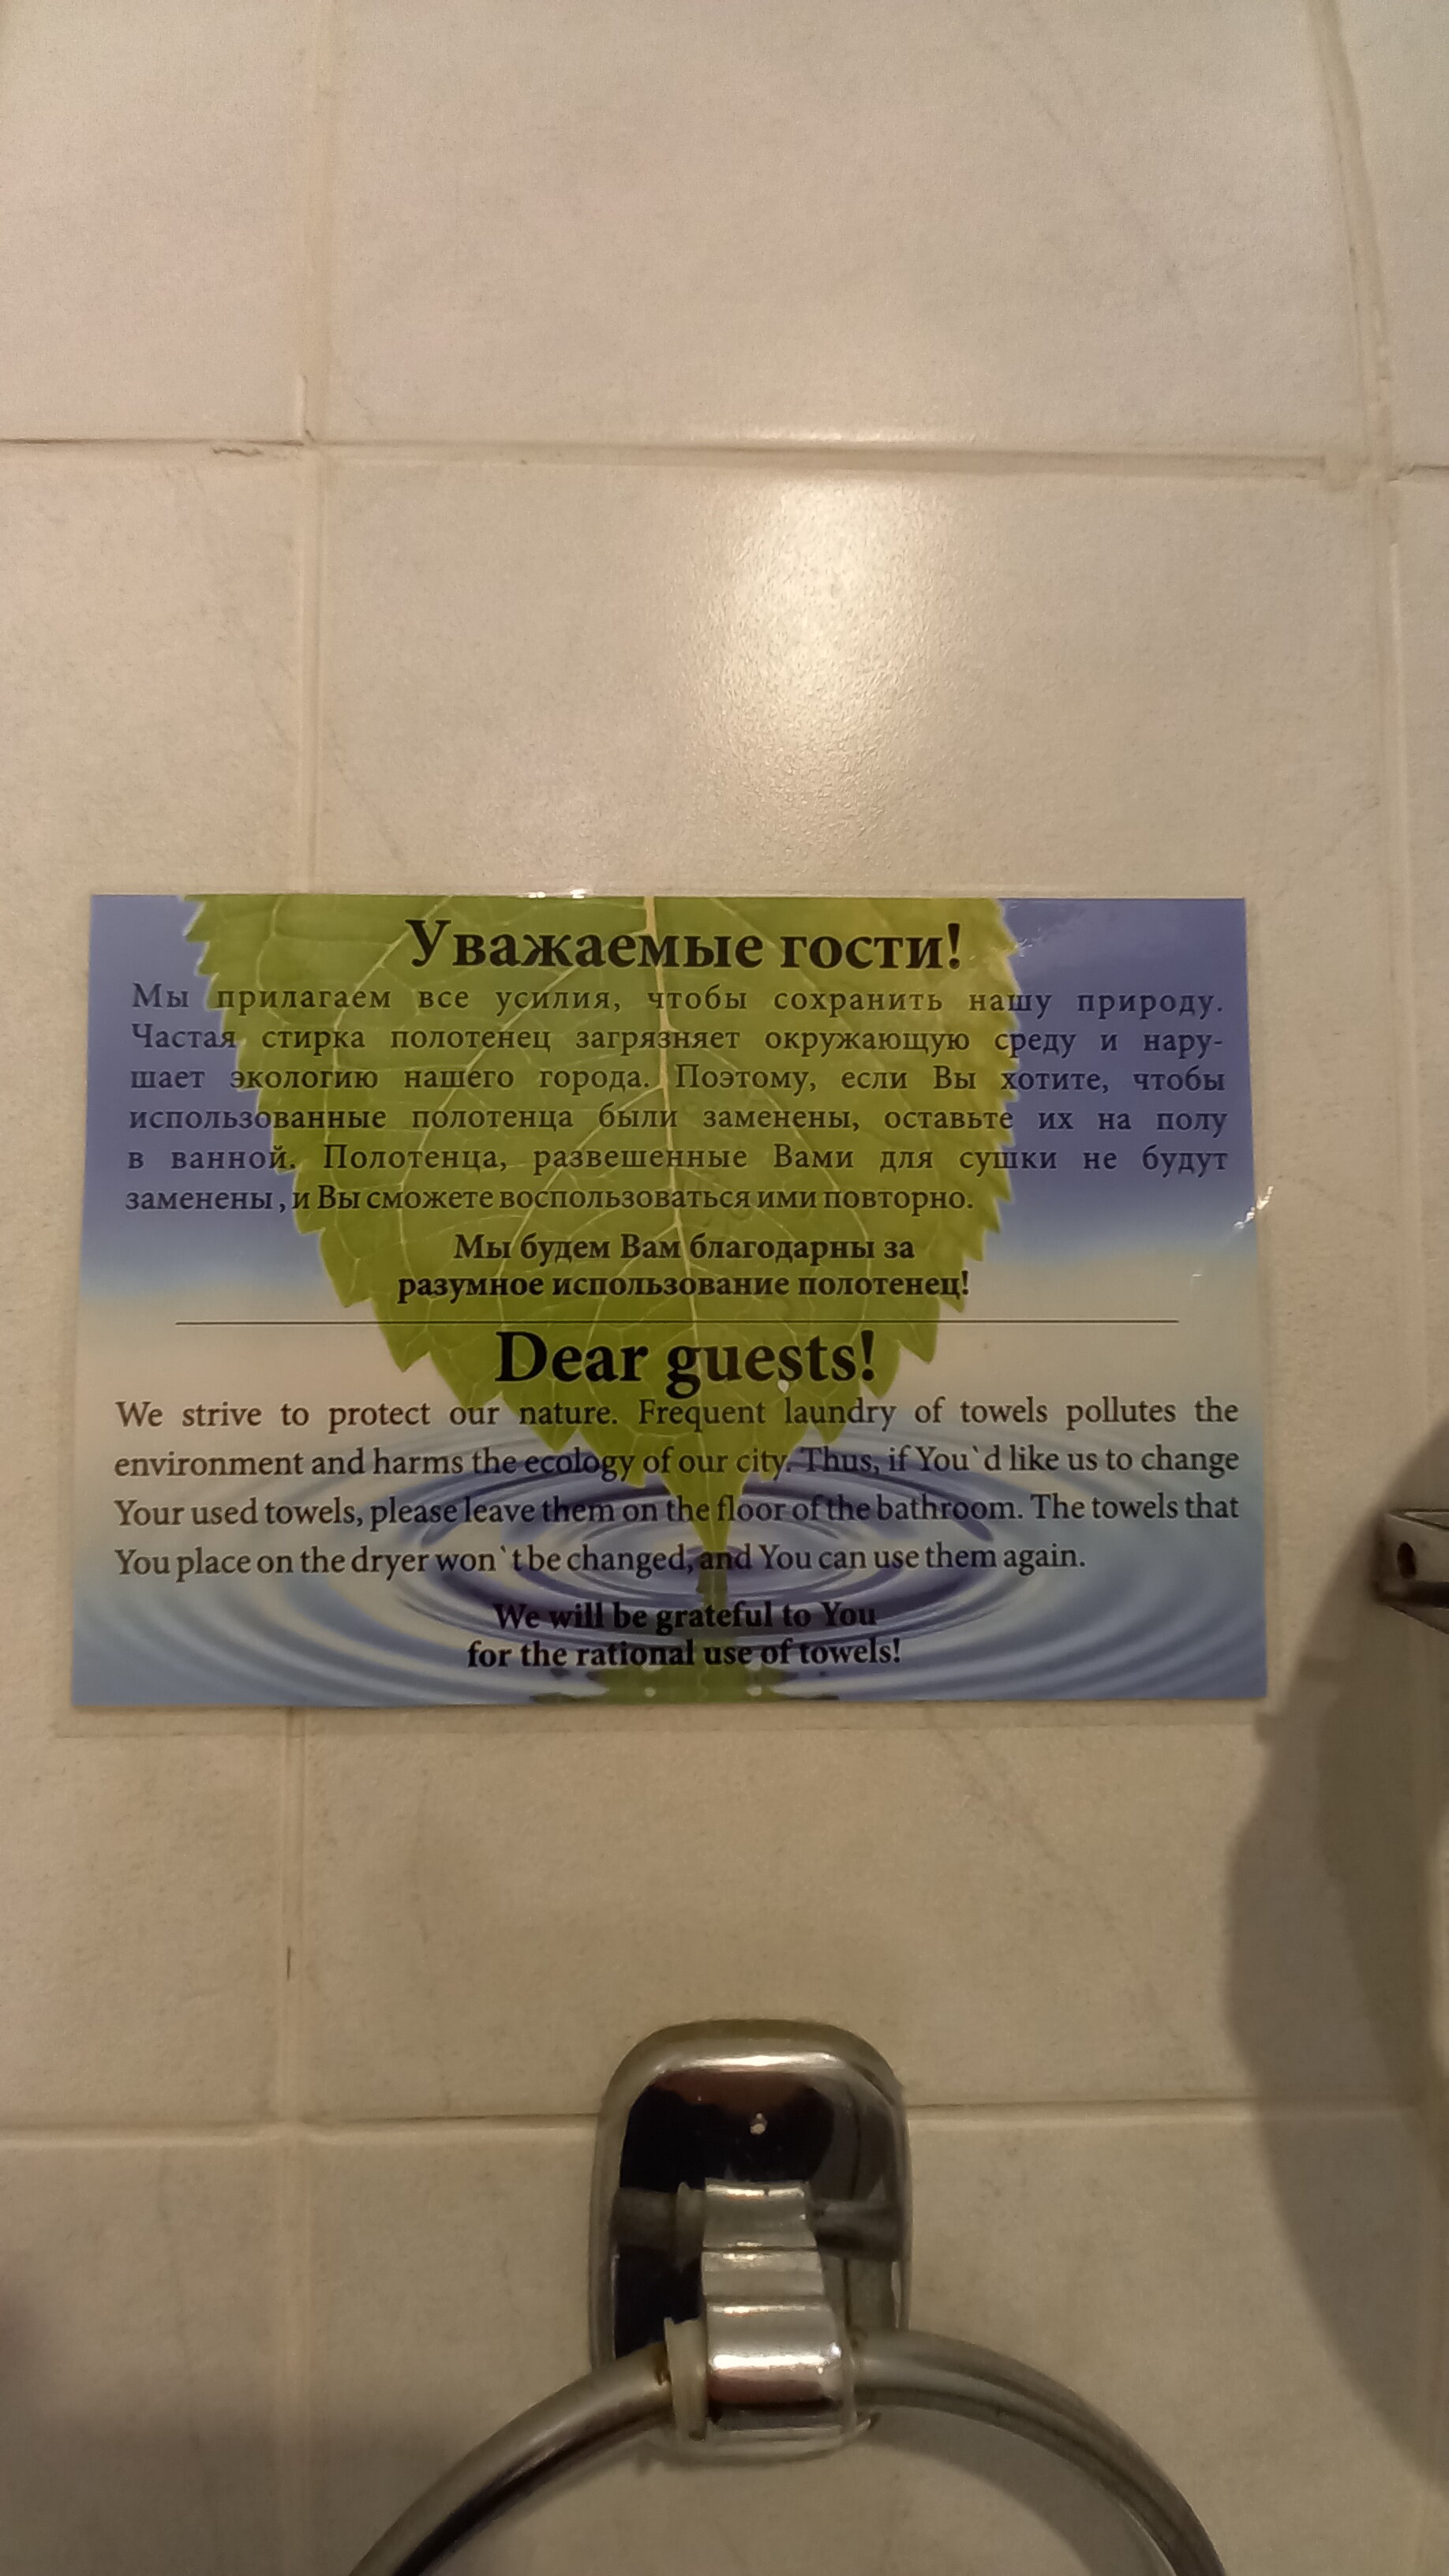 Уважаемые гости!
Мы прилагаем все усилия, чтобы сохранить нашу природу.
Частая стирка полотенец загрязняет окружающую среду и нару-
шает экологию нашего города. Поэтому, если Вы хотите, чтобы
использованные полотенца были заменены, оставьте их на полу
в ванной. Полотенца, развешенные Вами для сушки не будут
заменены , и Вы сможете воспользоваться ими повторно.
Мы будем Вам благодарны за
разумное использование полотенец!
Dear guests!
We strive to protect our nature. Frequent laundry of towels pollutes the
environment and harms the ecology of our city. Thus, if You`d like us to change
Your used towels, please leave them on the floor of the bathroom. The towels that
You place on the dryer won`t be changed, and You can use them again.
We will be grateful to You
for the rational use of towels!